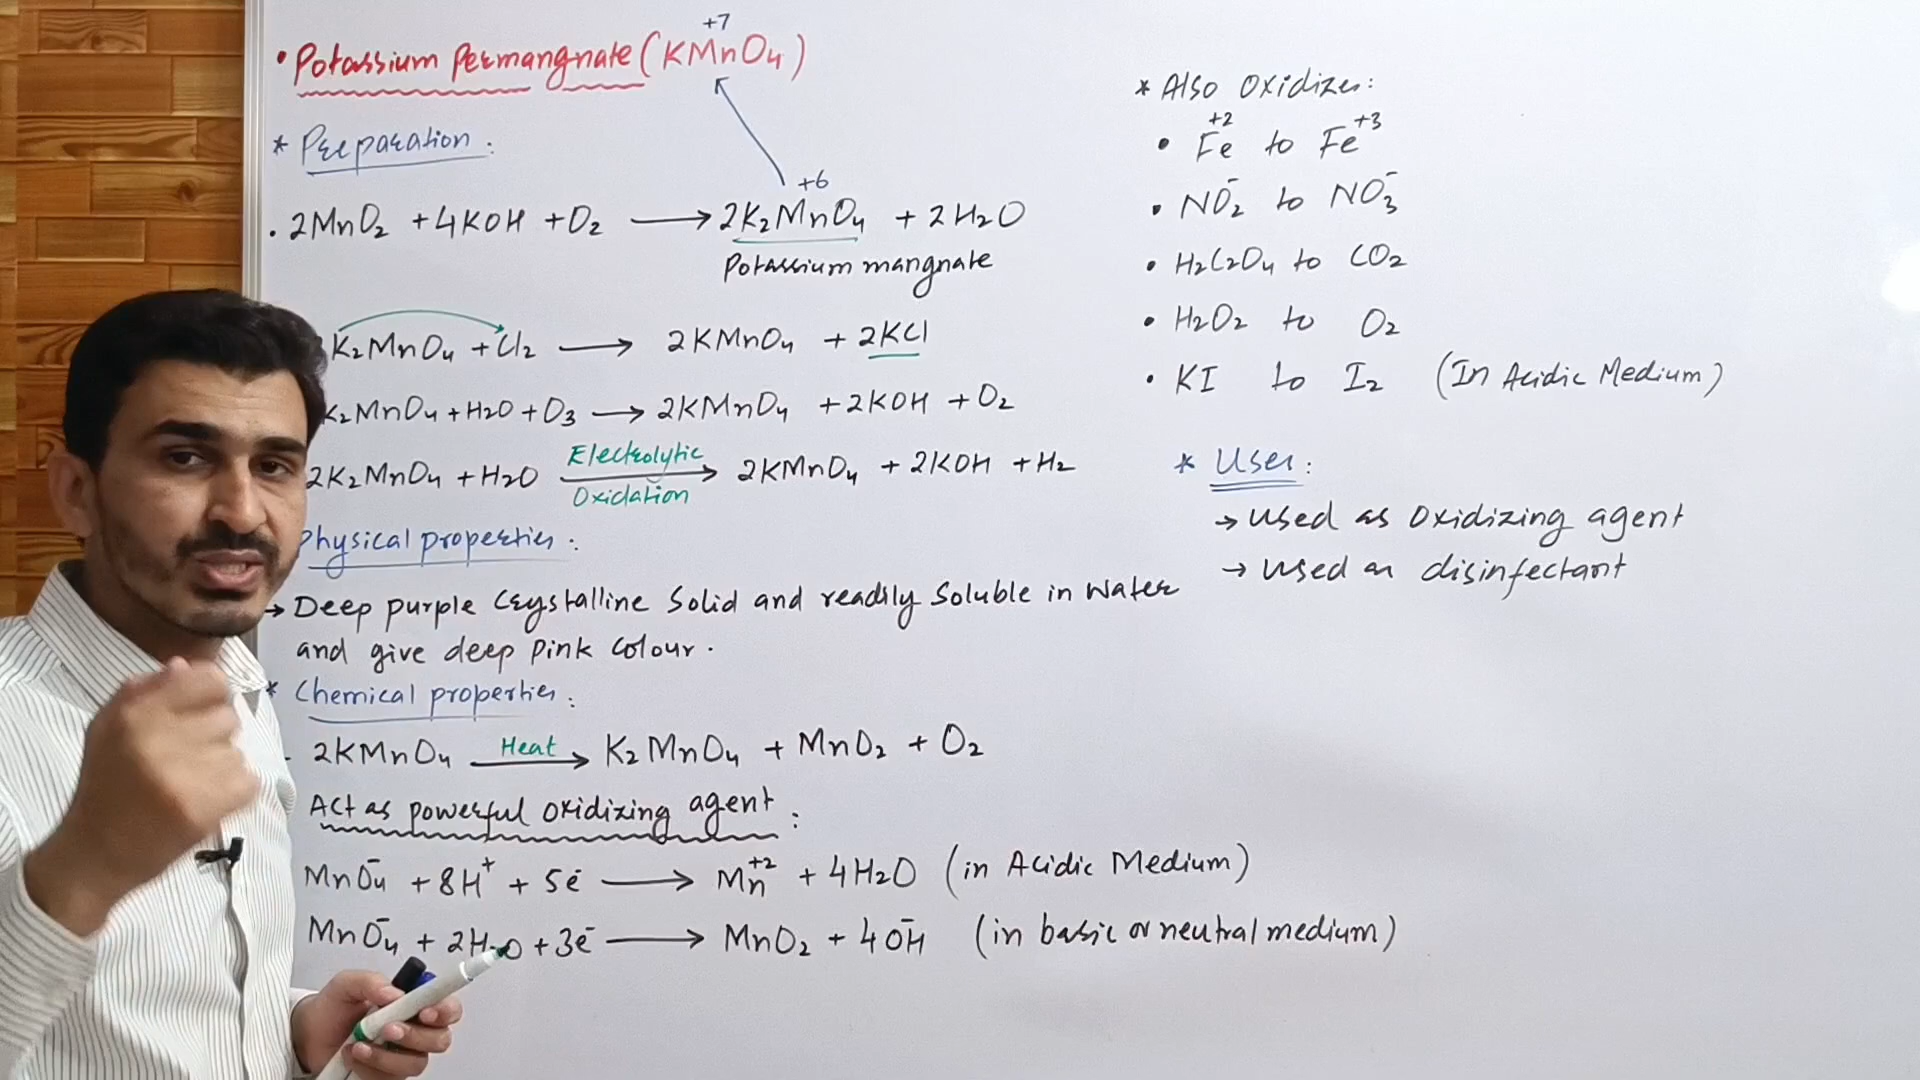 • Potassium Permangnate (KMnO₄)
+7
* Preparation :
+6
• 2MnO₂ + 4KOH + O₂ ⟶ 2K₂MnO₄ + 2H₂O
Potassium mangnate
K₂MnO₄ + Cl₂ ⟶ 2KMnO₄ + 2KCl
K₂MnO₄ + H₂O + O₃ ⟶ 2KMnO₄ + 2KOH + O₂
Electrolytic
2K₂MnO₄ + H₂O ⟶ 2KMnO₄ + 2KOH + H₂
Oxidation
Physical properties :
→ Deep purple crystalline solid and readily soluble in water
and give deep pink colour.
* Chemical properties :
2KMnO₄ —Heat→ K₂MnO₄ + MnO₂ + O₂
Act as powerful oxidizing agent :
MnO₄⁻ + 8H⁺ + 5e⁻ ⟶ Mn⁺² + 4H₂O (in Acidic Medium)
MnO₄⁻ + 2H₂O + 3e⁻ ⟶ MnO₂ + 4OH⁻ (in basic or neutral medium)
* Also Oxidizes :
• Fe⁺² to Fe⁺³
• NO₂⁻ to NO₃⁻
• H₂C₂O₄ to CO₂
• H₂O₂ to O₂
• KI to I₂ (In Acidic Medium)
* Uses :
→ Used as Oxidizing agent
→ Used as disinfectant